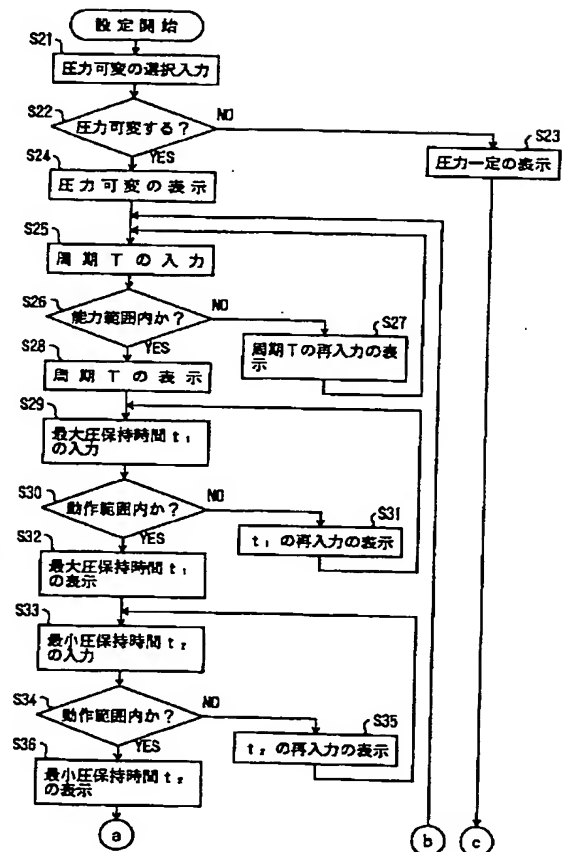 設定開始
S21
圧力可変の選択入力
S22
圧力可変する?
NO
YES
S23
圧力一定の表示
S24
圧力可変の表示
S25
周期Tの入力
S26
能力範囲内か?
NO
YES
S27
周期Tの再入力の表
示
S28
周期Tの表示
S29
最大圧保持時間t₁
の入力
S30
動作範囲内か?
NO
YES
S31
t₁の再入力の表示
S32
最大圧保持時間t₁
の表示
S33
最小圧保持時間t₂
の入力
S34
動作範囲内か?
NO
YES
S35
t₂の再入力の表示
S36
最小圧保持時間t₂
の表示
a
b
c